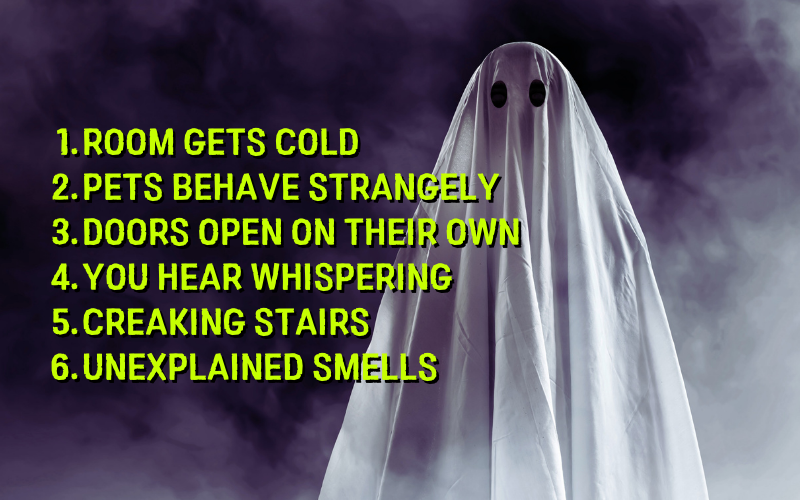 1. ROOM GETS COLD
2. PETS BEHAVE STRANGELY
3. DOORS OPEN ON THEIR OWN
4. YOU HEAR WHISPERING
5. CREAKING STAIRS
6. UNEXPLAINED SMELLS